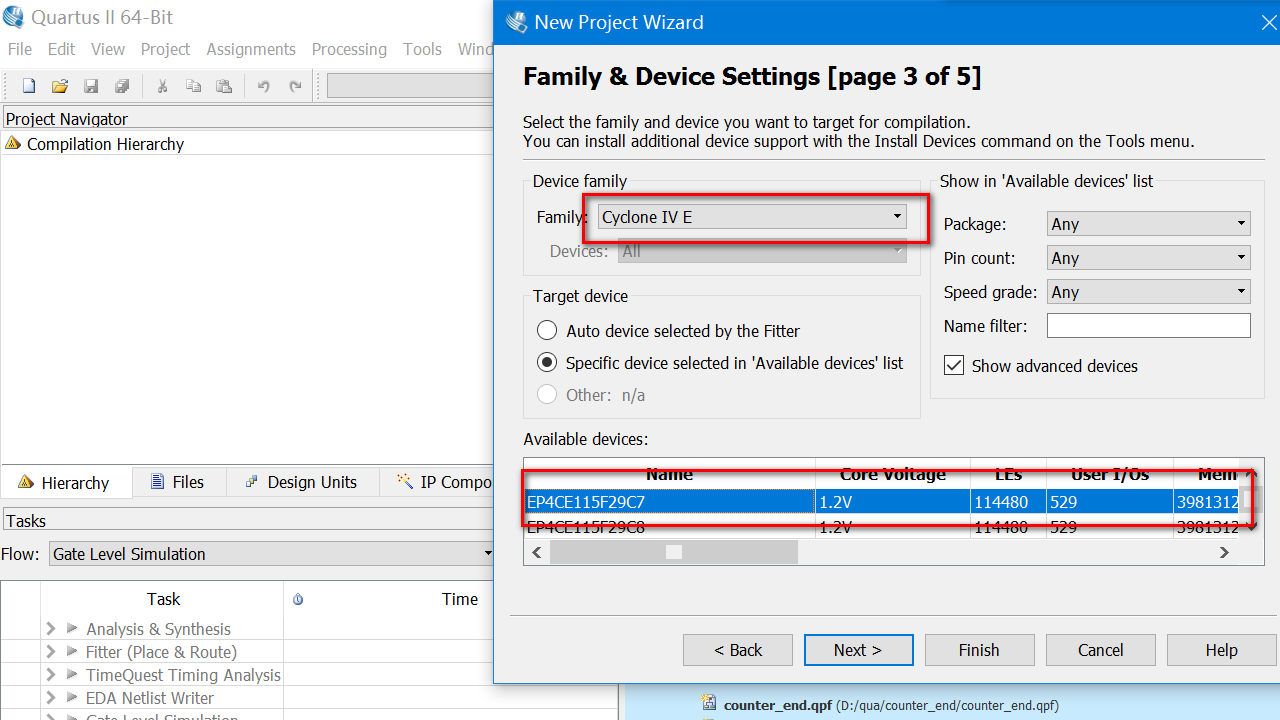 Quartus II 64-Bit
File Edit View Project Assignments Processing Tools Wind
Project Navigator
Compilation Hierarchy
Hierarchy Files Design Units IP Compo
Tasks
Flow: Gate Level Simulation
Task Time
Analysis & Synthesis
Fitter (Place & Route)
TimeQuest Timing Analysis
EDA Netlist Writer
Gate Level Simulation
New Project Wizard
Family & Device Settings [page 3 of 5]
Select the family and device you want to target for compilation.
You can install additional device support with the Install Devices command on the Tools menu.
Device family
Family: Cyclone IV E
Devices: All
Target device
Auto device selected by the Fitter
Specific device selected in 'Available devices' list
Other: n/a
Show in 'Available devices' list
Package: Any
Pin count: Any
Speed grade: Any
Name filter:
Show advanced devices
Available devices:
Name Core Voltage LEs User I/Os Mem
EP4CE115F29C7 1.2V 114480 529 3981312
EP4CE115F29C8 1.2V 114480 529 3981312
< Back Next > Finish Cancel Help
counter_end.qpf (D:/qua/counter_end/counter_end.qpf)